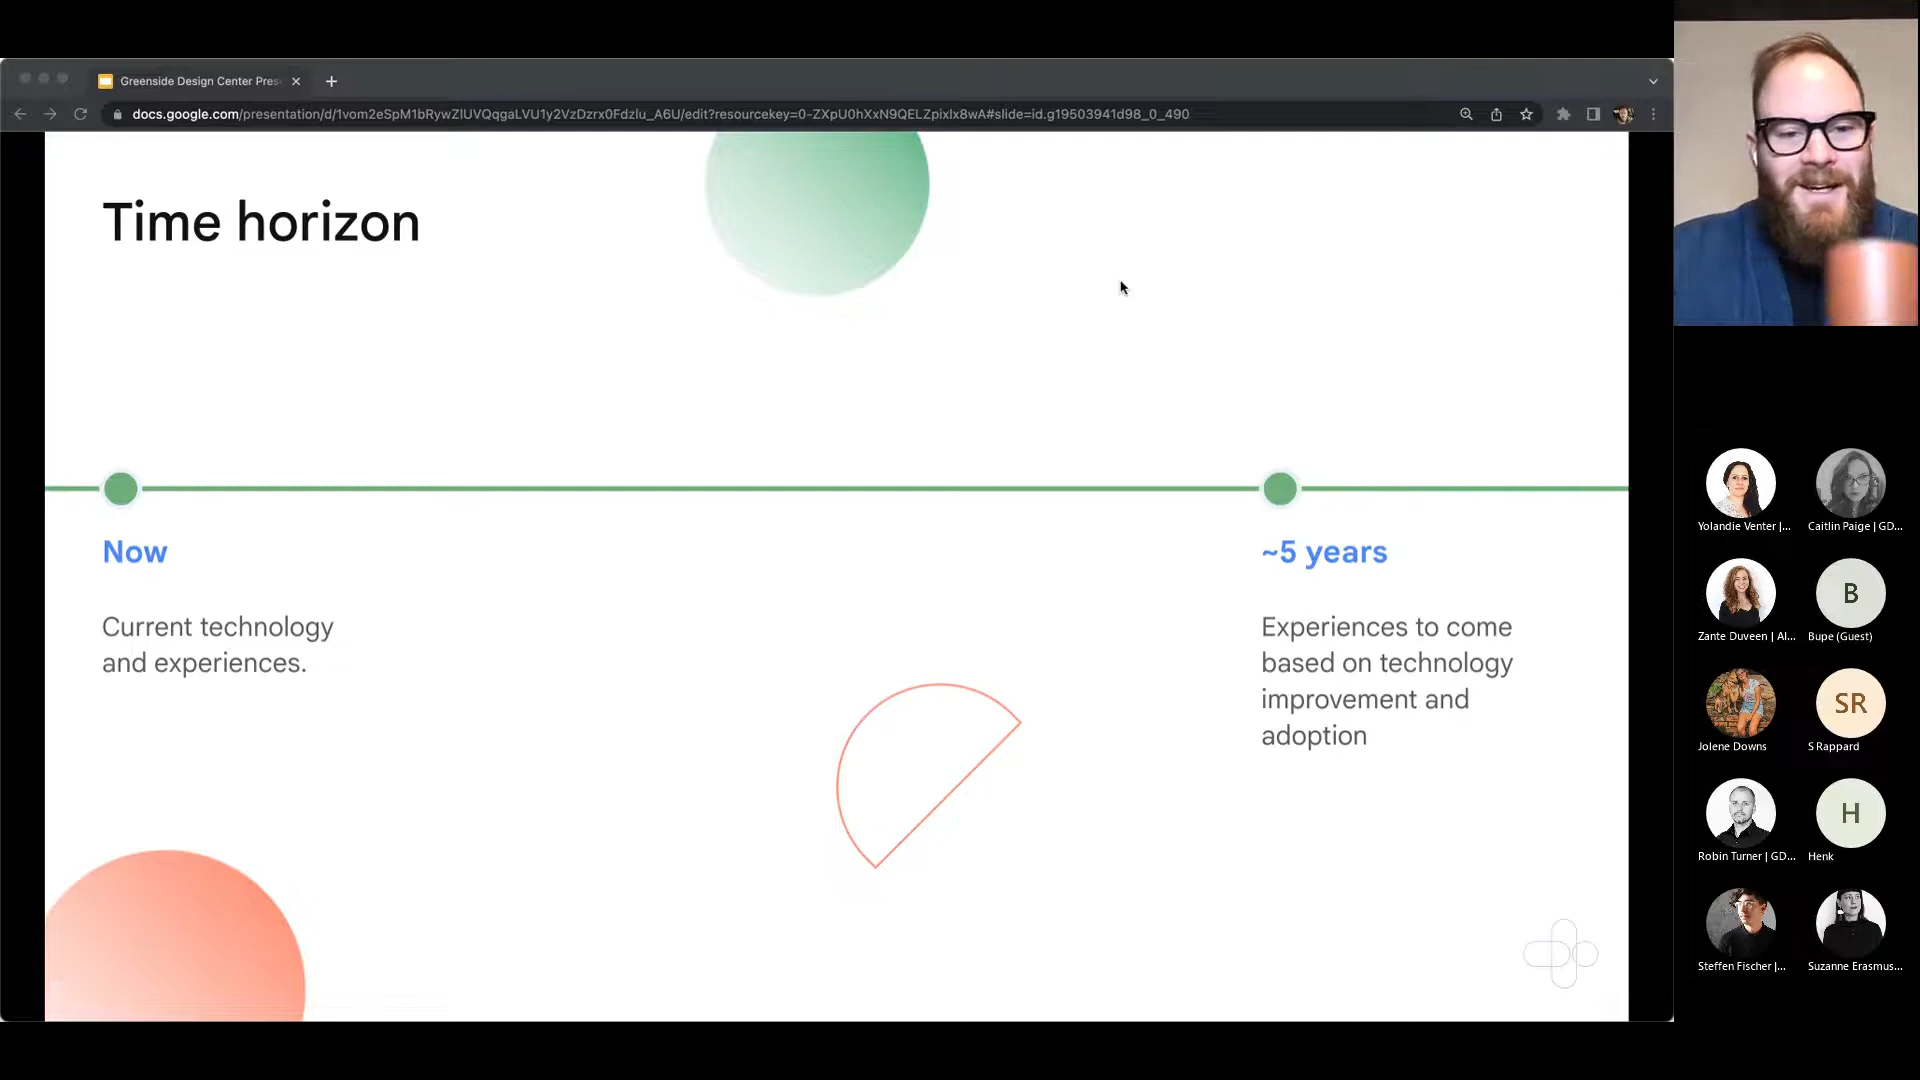 Greenside Design Center Pres
docs.google.com/presentation/d/1vom2eSpM1bRywZlUVQqgaLVU1y2VzDzrx0Fdzlu_A6U/edit?resourcekey=0-ZXpU0hXxN9QELZpixlx8wA#slide=id.g19503941d98_0_490
Time horizon
Now
Current technology
and experiences.
~5 years
Experiences to come
based on technology
improvement and
adoption
Yolandie Venter |...
Caitlin Paige | GD...
Zante Duveen | Al...
B
Bupe (Guest)
Jolene Downs
SR
S Rappard
Robin Turner | GD...
H
Henk
Steffen Fischer |...
Suzanne Erasmus...